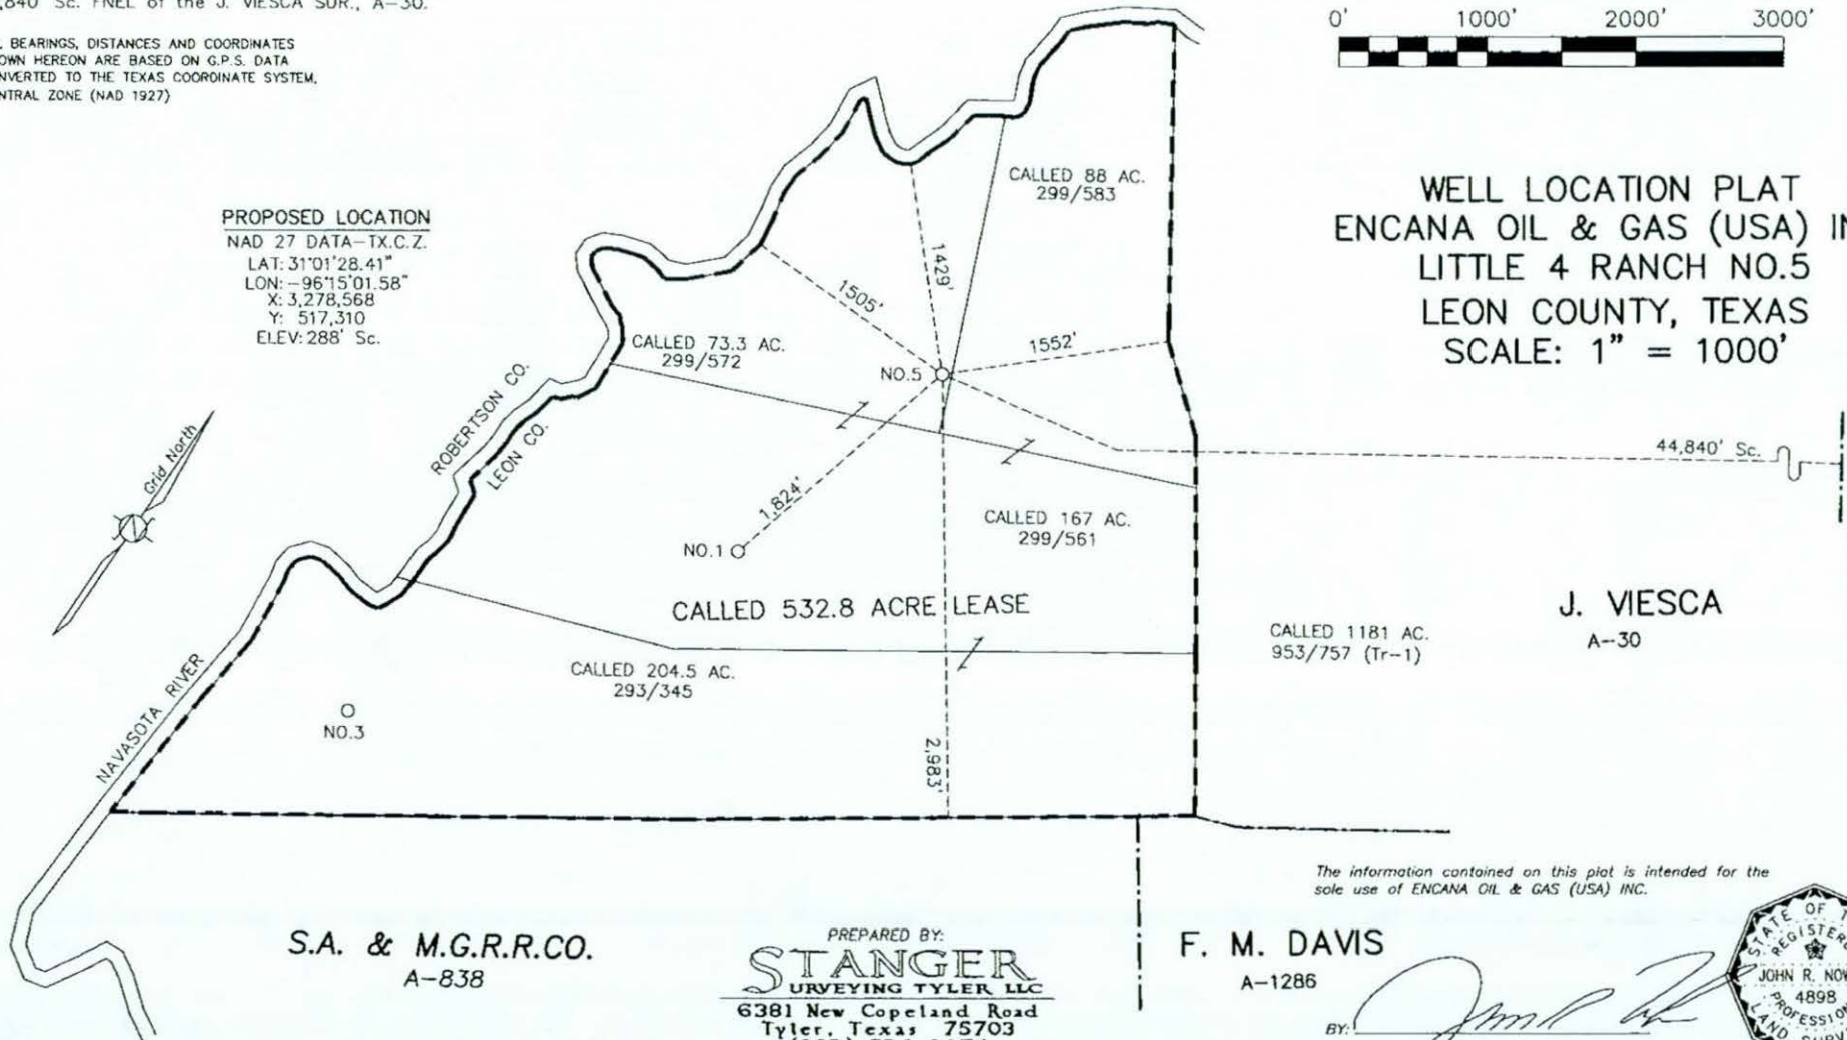 ,840' Sc. FNEL of the J. VIESCA SUR., A-30.
BEARINGS, DISTANCES AND COORDINATES
OWN HEREON ARE BASED ON G.P.S. DATA
NVERTED TO THE TEXAS COORDINATE SYSTEM,
NTRAL ZONE (NAD 1927)
0' 1000' 2000' 3000'
WELL LOCATION PLAT
ENCANA OIL & GAS (USA) IN
LITTLE 4 RANCH NO.5
LEON COUNTY, TEXAS
SCALE: 1" = 1000'
PROPOSED LOCATION
NAD 27 DATA-TX.C.Z.
LAT: 31°01'28.41"
LON: -96°15'01.58"
X: 3,278,568
Y: 517,310
ELEV: 288' Sc.
CALLED 88 AC.
299/583
1429'
1505'
1552'
CALLED 73.3 AC.
299/572
NO.5
ROBERTSON CO.
LEON CO.
Grid North
44,840' Sc.
1,824'
CALLED 167 AC.
299/561
NO.1
CALLED 532.8 ACRE LEASE
J. VIESCA
A-30
CALLED 1181 AC.
953/757 (Tr-1)
CALLED 204.5 AC.
293/345
NAVASOTA RIVER
NO.3
2,983'
The information contained on this plat is intended for the
sole use of ENCANA OIL & GAS (USA) INC.
S.A. & M.G.R.R.CO.
A-838
PREPARED BY:
STANGER
SURVEYING TYLER LLC
6381 New Copeland Road
Tyler, Texas 75703
F. M. DAVIS
A-1286
BY:
STATE OF T
REGISTERE
JOHN R. NOW
4898
PROFESSION
LAND SURV